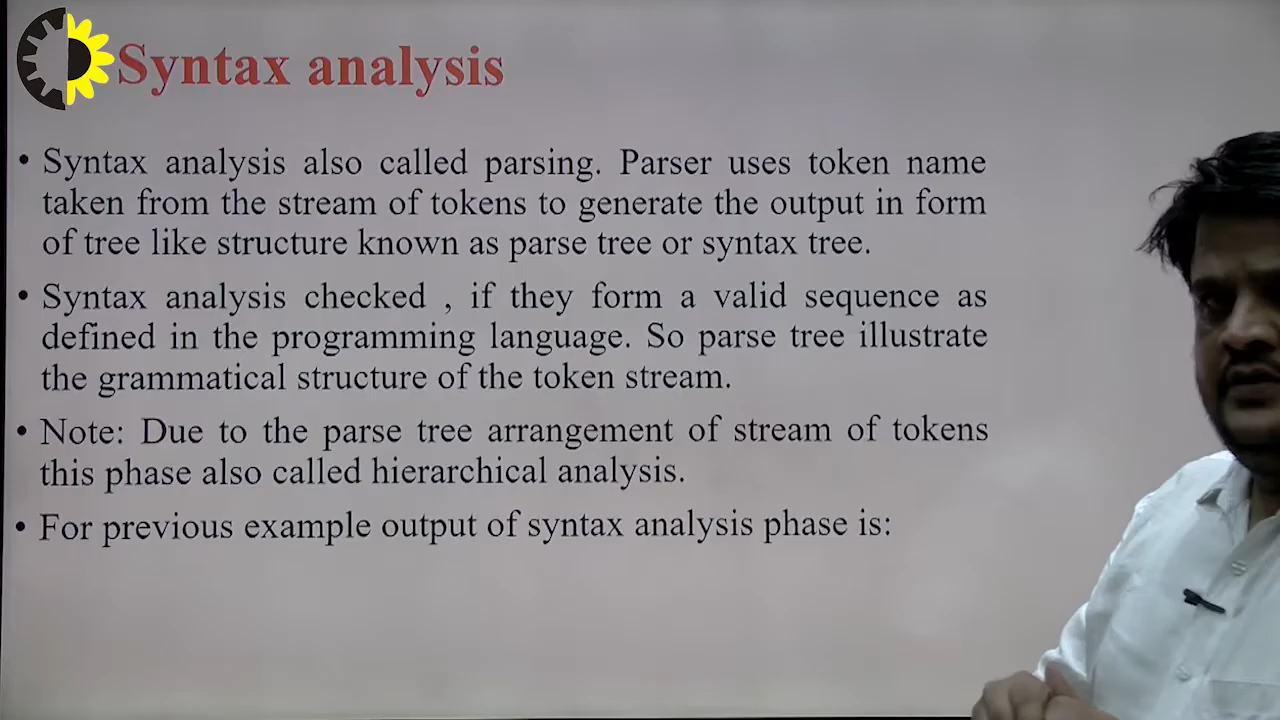 Syntax analysis
• Syntax analysis also called parsing. Parser uses token name
taken from the stream of tokens to generate the output in form
of tree like structure known as parse tree or syntax tree.
• Syntax analysis checked , if they form a valid sequence as
defined in the programming language. So parse tree illustrate
the grammatical structure of the token stream.
• Note: Due to the parse tree arrangement of stream of tokens
this phase also called hierarchical analysis.
• For previous example output of syntax analysis phase is: